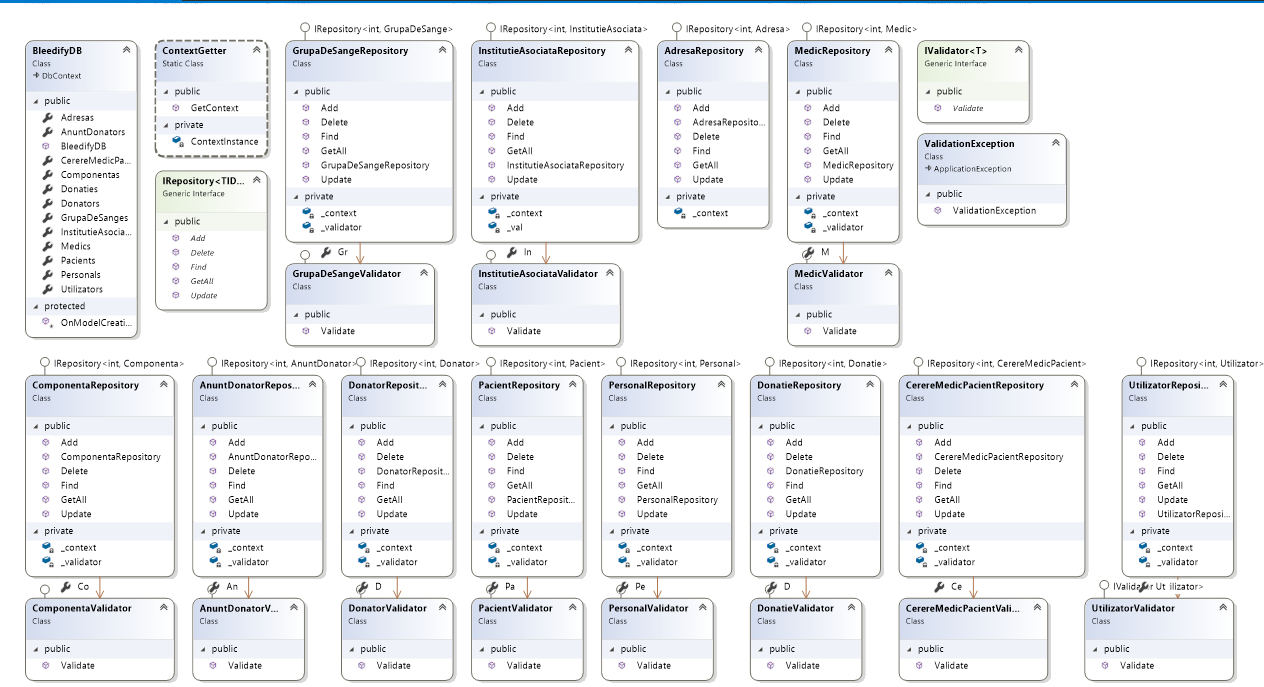 BleedifyDB
Class
DbContext
public
Adresas
AnuntDonators
BleedifyDB
CerereMedicPa...
Componentas
Donaties
Donators
GrupaDeSanges
InstitutieAsocia...
Medics
Pacients
Personals
Utilizators
protected
OnModelCreati...
ContextGetter
Static Class
public
GetContext
private
ContextInstance
IRepository<TID...
Generic Interface
public
Add
Delete
Find
GetAll
Update
IRepository<int, GrupaDeSange>
GrupaDeSangeRepository
Class
public
Add
Delete
Find
GetAll
GrupaDeSangeRepository
Update
private
_context
_validator
Gr
GrupaDeSangeValidator
Class
public
Validate
IRepository<int, InstitutieAsociata>
InstitutieAsociataRepository
Class
public
Add
Delete
Find
GetAll
InstitutieAsociataRepository
Update
private
_context
_val
In
InstitutieAsociataValidator
Class
public
Validate
IRepository<int, Adresa>
AdresaRepository
Class
public
Add
AdresaReposito...
Delete
Find
GetAll
Update
private
_context
IRepository<int, Medic>
MedicRepository
Class
public
Add
Delete
Find
GetAll
MedicRepository
Update
private
_context
_validator
M
MedicValidator
Class
public
Validate
IValidator<T>
Generic Interface
public
Validate
ValidationException
Class
ApplicationException
public
ValidationException
IRepository<int, Componenta>
ComponentaRepository
Class
public
Add
ComponentaRepository
Delete
Find
GetAll
Update
private
_context
_validator
Co
ComponentaValidator
Class
public
Validate
IRepository<int, AnuntDonator>
AnuntDonatorRepos...
Class
public
Add
AnuntDonatorRepo...
Delete
Find
GetAll
Update
private
_context
_validator
An
AnuntDonatorV...
Class
public
Validate
IRepository<int, Donator>
DonatorReposit...
Class
public
Add
Delete
DonatorReposit...
Find
GetAll
Update
private
_context
_validator
D
DonatorValidator
Class
public
Validate
IRepository<int, Pacient>
PacientRepository
Class
public
Add
Delete
Find
GetAll
PacientReposit...
Update
private
_context
_validator
Pa
PacientValidator
Class
public
Validate
IRepository<int, Personal>
PersonalRepository
Class
public
Add
Delete
Find
GetAll
PersonalRepository
Update
private
_context
_validator
Pe
PersonalValidator
Class
public
Validate
IRepository<int, Donatie>
DonatieRepository
Class
public
Add
Delete
DonatieRepository
Find
GetAll
Update
private
_context
_validator
D
DonatieValidator
Class
public
Validate
IRepository<int, CerereMedicPacient>
CerereMedicPacientRepository
Class
public
Add
CerereMedicPacientRepository
Delete
Find
GetAll
Update
private
_context
_validator
Ce
CerereMedicPacientVali...
Class
public
Validate
IRepository<int, Utilizator>
UtilizatorReposi...
Class
public
Add
Delete
Find
GetAll
Update
UtilizatorReposi...
private
_context
_validator
Ut ilizator>
UtilizatorValidator
Class
public
Validate